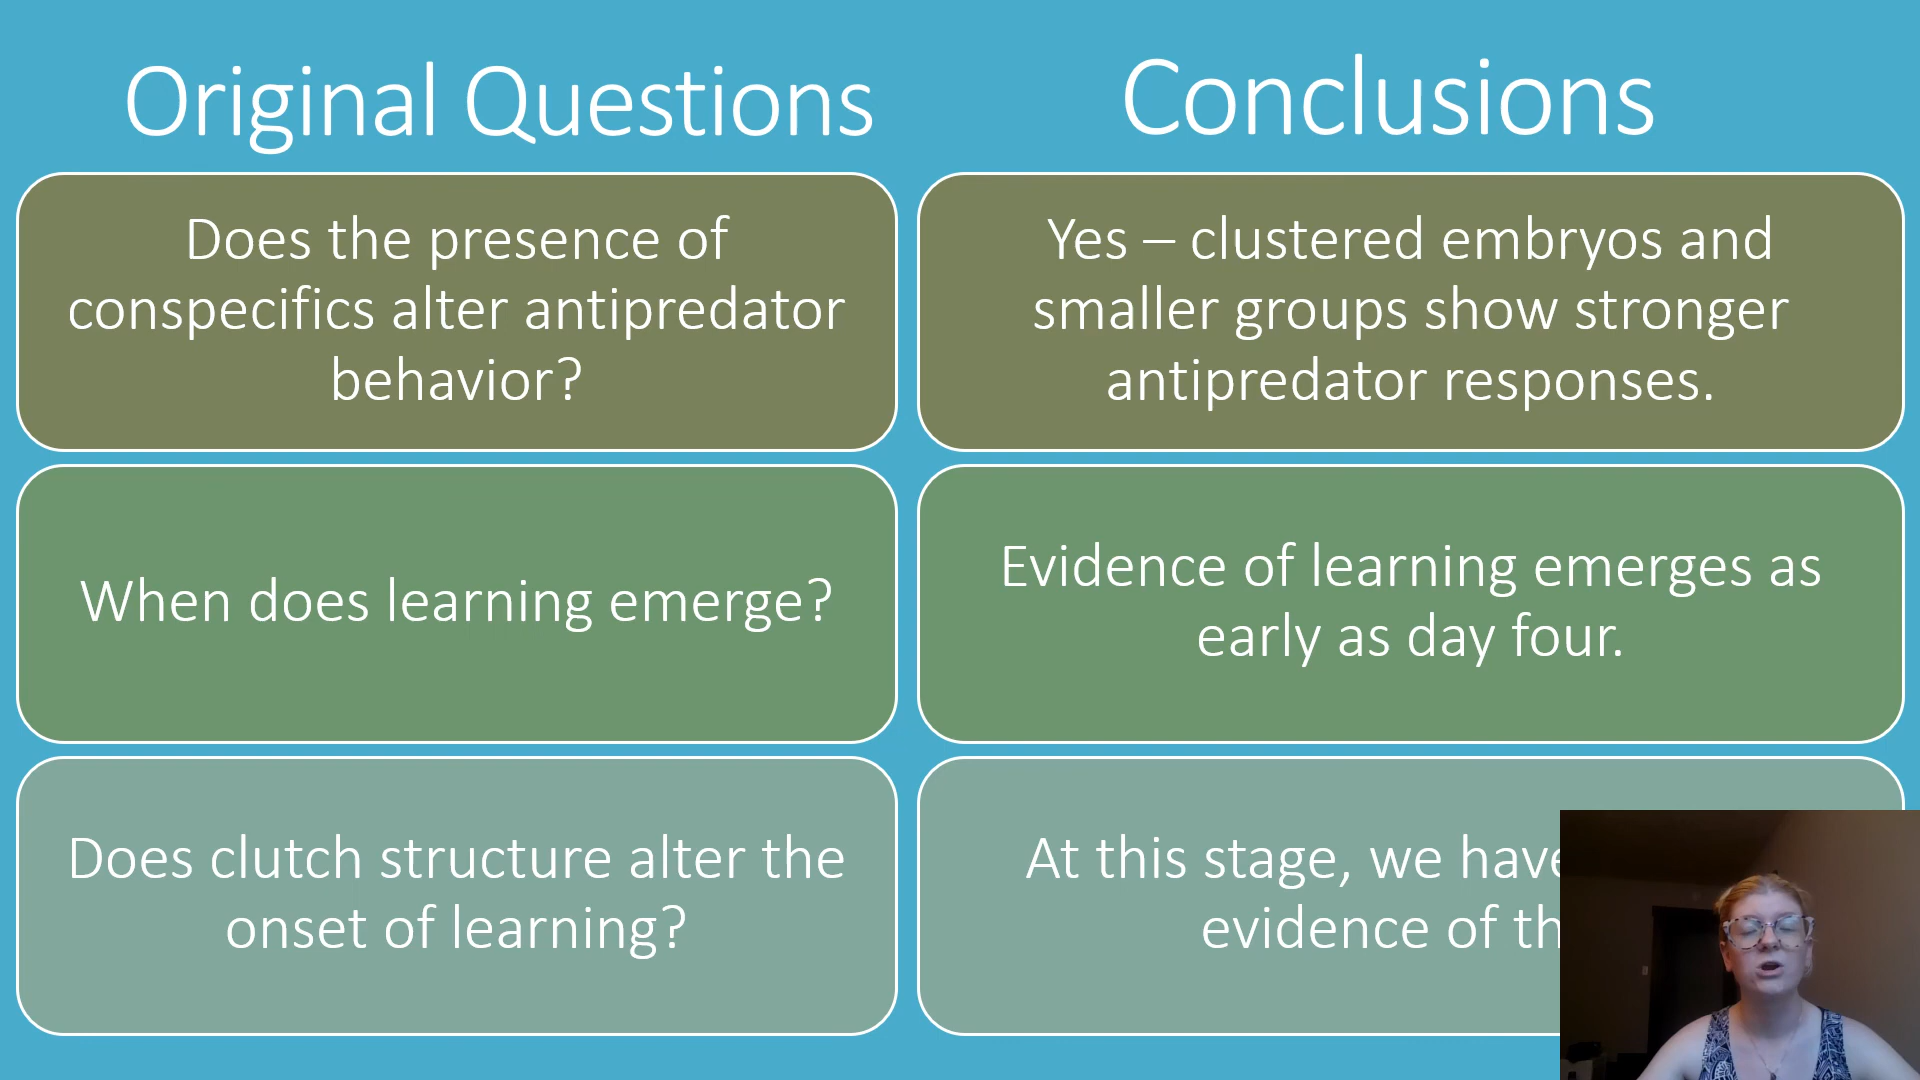 Original Questions
Conclusions
Does the presence of
conspecifics alter antipredator
behavior?
Yes – clustered embryos and
smaller groups show stronger
antipredator responses.
When does learning emerge?
Evidence of learning emerges as
early as day four.
Does clutch structure alter the
onset of learning?
At this stage, we have
evidence of